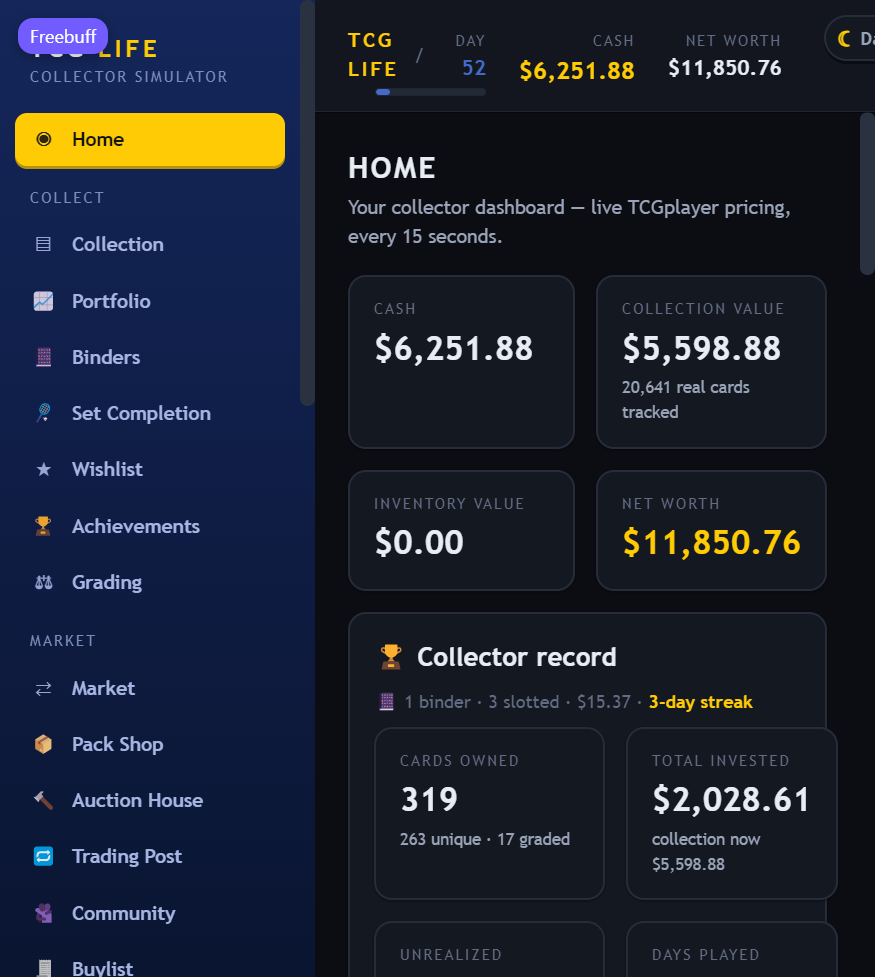 Freebuff
LIFE
COLLECTOR SIMULATOR
Home
COLLECT
Collection
Portfolio
Binders
Set Completion
Wishlist
Achievements
Grading
MARKET
Market
Pack Shop
Auction House
Trading Post
Community
Buylist
TCG
LIFE
/
DAY
52
CASH
$6,251.88
NET WORTH
$11,850.76
HOME
Your collector dashboard — live TCGplayer pricing,
every 15 seconds.
CASH
$6,251.88
COLLECTION VALUE
$5,598.88
20,641 real cards
tracked
INVENTORY VALUE
$0.00
NET WORTH
$11,850.76
Collector record
1 binder · 3 slotted · $15.37 · 3-day streak
CARDS OWNED
319
263 unique · 17 graded
TOTAL INVESTED
$2,028.61
collection now
$5,598.88
UNREALIZED
DAYS PLAYED